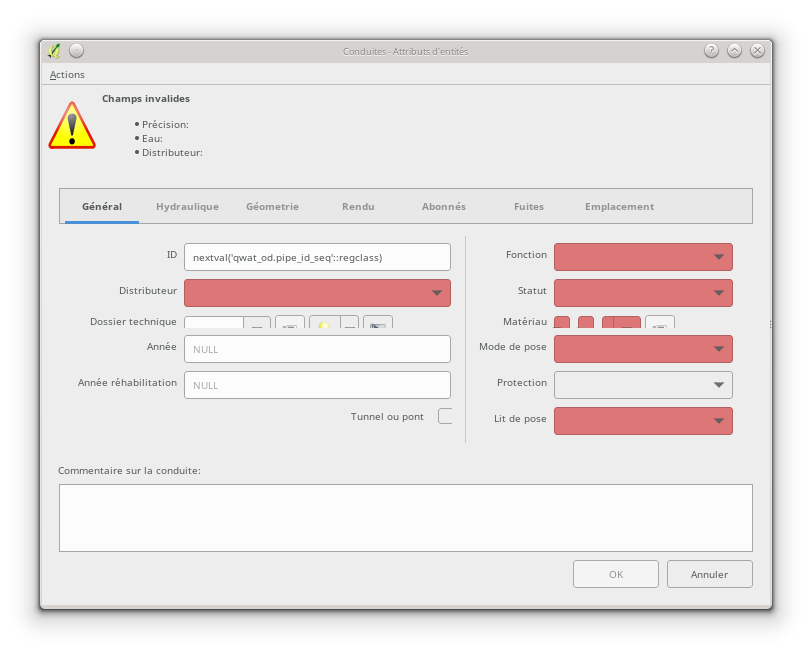 Conduites - Attributs d'entités
?
Actions
Champs invalides
• Précision:
• Eau:
• Distributeur:
Général Hydraulique Géometrie Rendu Abonnés Fuites Emplacement
ID nextval('qwat_od.pipe_id_seq'::regclass)
Distributeur
Dossier technique
Année NULL
Année réhabilitation NULL
Tunnel ou pont
Fonction
Statut
Matériau
Mode de pose
Protection
Lit de pose
Commentaire sur la conduite:
OK Annuler